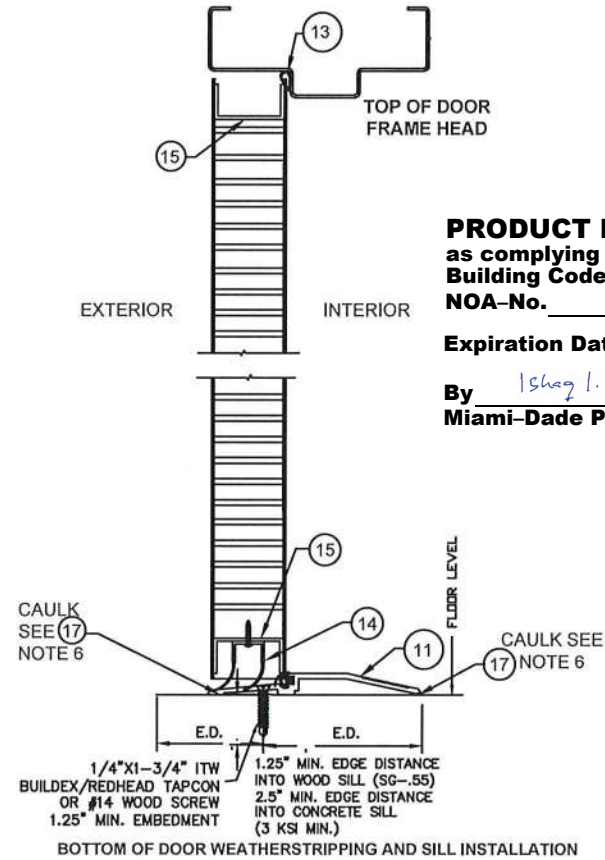 13
TOP OF DOOR
FRAME HEAD
15
PRODUCT
as complying
Building Code
NOA–No.
EXTERIOR
INTERIOR
Expiration Dat
By Ishaq I.
Miami–Dade P
15
FLOOR LEVEL
14
CAULK
SEE 17
NOTE 6
11
CAULK SEE
17 NOTE 6
E.D.
E.D.
1/4"X1–3/4" ITW
BUILDEX/REDHEAD TAPCON
OR #14 WOOD SCREW
1.25" MIN. EMBEDMENT
1.25" MIN. EDGE DISTANCE
INTO WOOD SILL (SG–.55)
2.5" MIN. EDGE DISTANCE
INTO CONCRETE SILL
(3 KSI MIN.)
BOTTOM OF DOOR WEATHERSTRIPPING AND SILL INSTALLATION